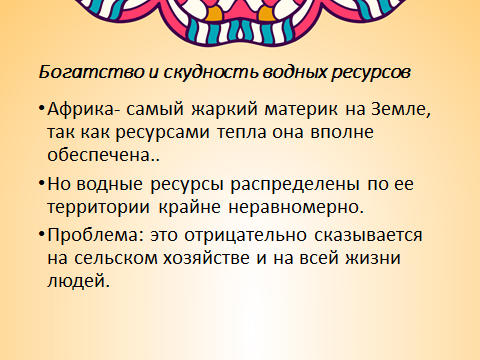 Богатство и скудность водных ресурсов
•Африка- самый жаркий материк на Земле,
так как ресурсами тепла она вполне
обеспечена..
•Но водные ресурсы распределены по ее
территории крайне неравномерно.
•Проблема: это отрицательно сказывается
на сельском хозяйстве и на всей жизни
людей.